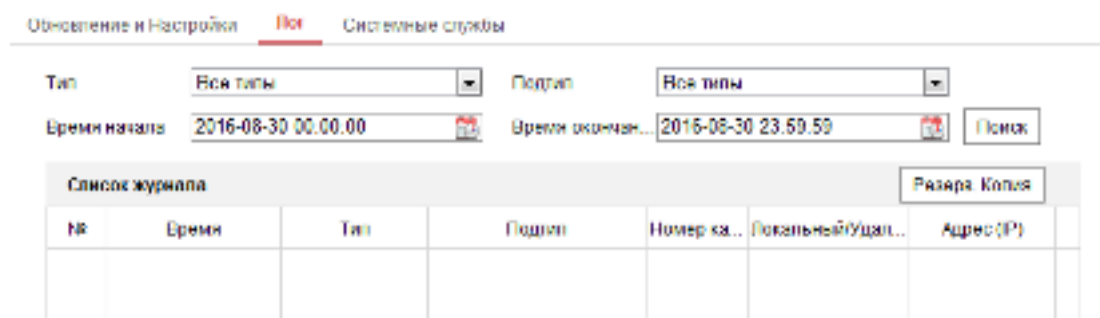 Обновление и Настройки Лог Системные службы
Тип Все типы Подтип Все типы
Время начала 2016-08-30 00.00.00 Время окончан... 2016-08-30 23.59.59 Поиск
Список журнала Резерв. Копия
№ Время Тип Подтип Номер ка... Локальный/Удал... Адрес (IP)